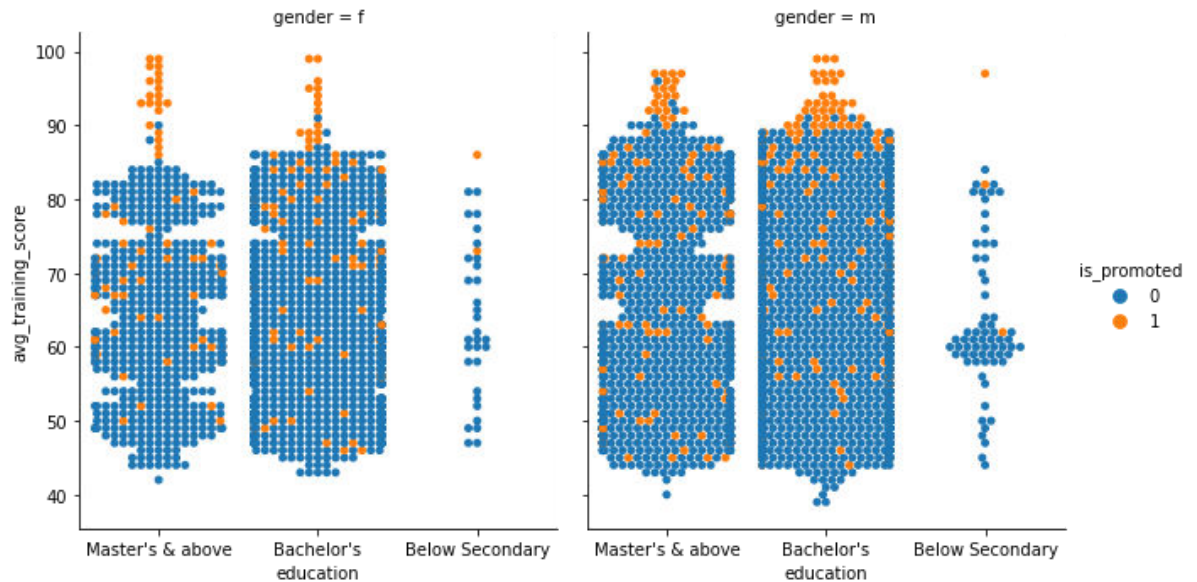 gender = f
gender = m
100
90
80
70
60
50
40
avg_training_score
Master's & above
Bachelor's
Below Secondary
education
Master's & above
Bachelor's
Below Secondary
education
is_promoted
0
1